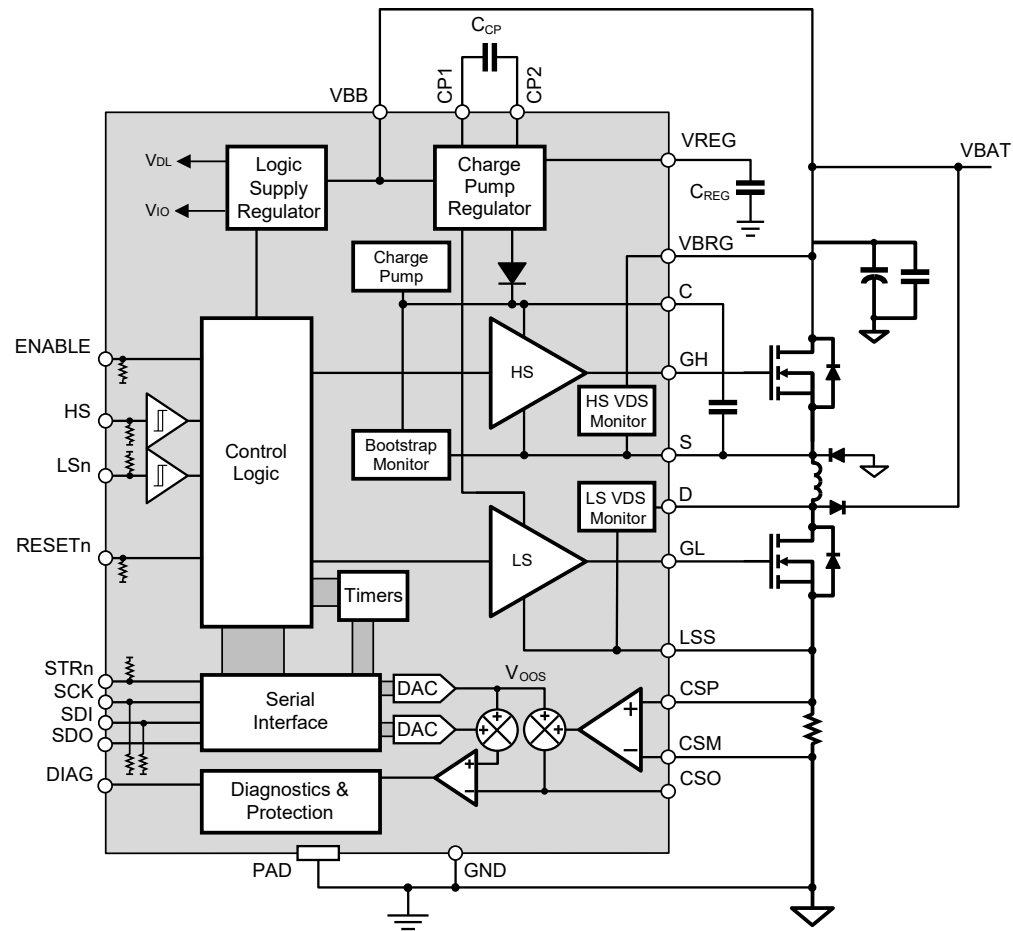 CCP
CP1
CP2
VBB
VREG
VBAT
VDL
VIO
Logic
Supply
Regulator
Charge
Pump
Regulator
CREG
VBRG
Charge
Pump
C
ENABLE
HS
GH
HS VDS
Monitor
HS
LSn
Control
Logic
Bootstrap
Monitor
S
LS VDS
Monitor
D
RESETn
LS
GL
Timers
LSS
STRn
SCK
SDI
SDO
Serial
Interface
DAC
DAC
VOOS
+
+
+
+
+
−
CSP
CSM
CSO
DIAG
Diagnostics &
Protection
+
−
PAD
GND